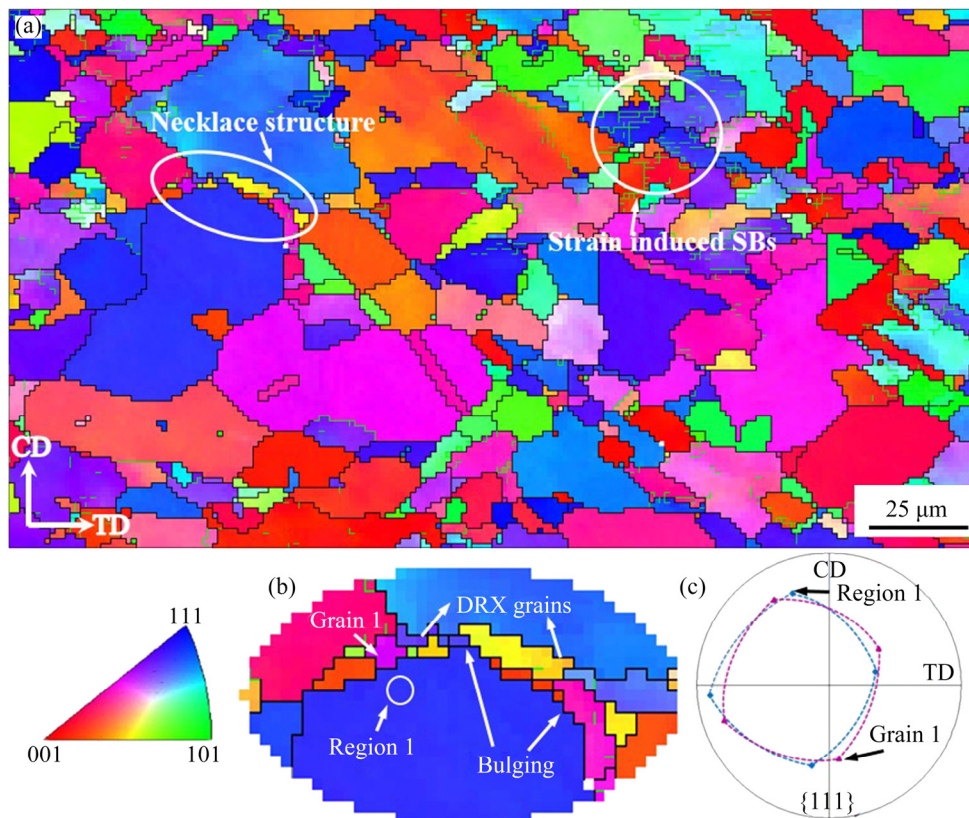 (a)
Necklace structure
Strain induced SBs
CD
TD
25 µm
111
001
101
(b)
Grain 1
DRX grains
Region 1
Bulging
(c)
CD
Region 1
TD
Grain 1
{111}